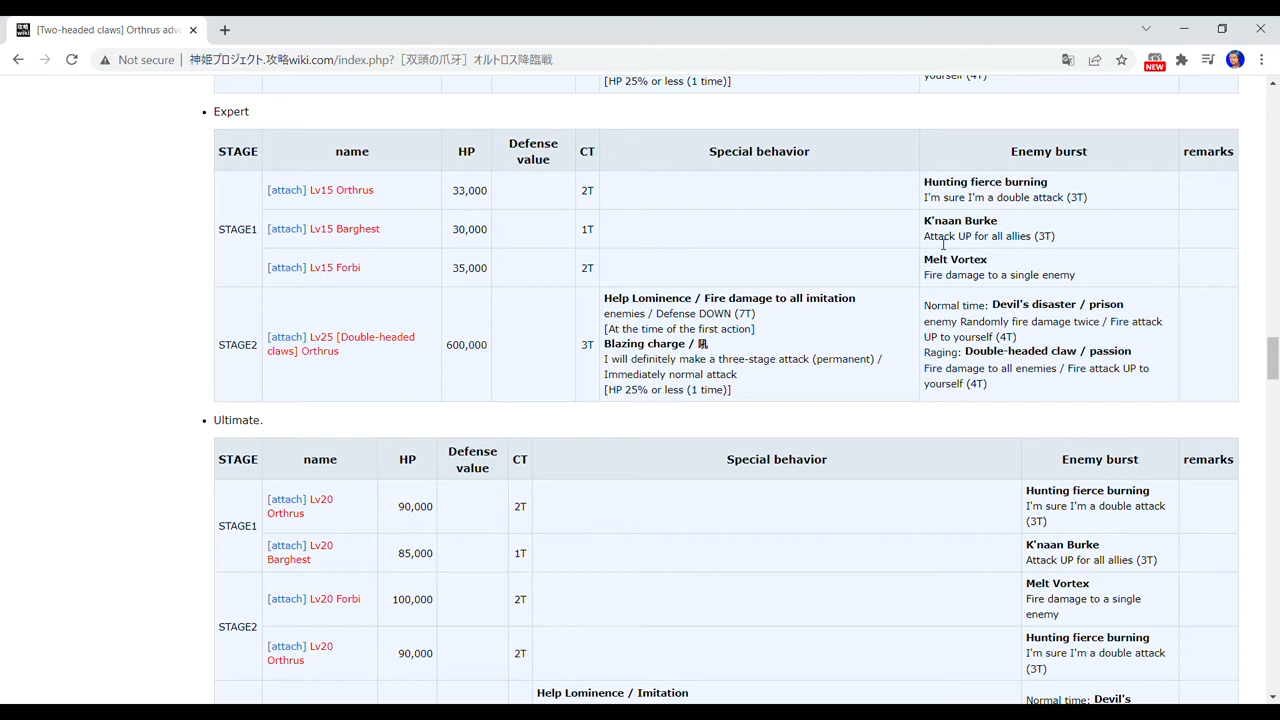 攻略
wiki
[Two-headed claws] Orthrus adv
Not secure
神姫プロジェクト.攻略wiki.com/index.php?［双頭の爪牙］オルトロス降臨戦
NEW
[HP 25% or less (1 time)]
yourself (4T)
• Expert
STAGE name HP Defense value CT Special behavior Enemy burst remarks
STAGE1
[attach] Lv15 Orthrus 33,000 2T
Hunting fierce burning
I'm sure I'm a double attack (3T)
[attach] Lv15 Barghest 30,000 1T
K'naan Burke
Attack UP for all allies (3T)
[attach] Lv15 Forbi 35,000 2T
Melt Vortex
Fire damage to a single enemy
STAGE2
[attach] Lv25 [Double-headed
claws] Orthrus
600,000 3T
Help Lominence / Fire damage to all imitation
enemies / Defense DOWN (7T)
[At the time of the first action]
Blazing charge / 吼
I will definitely make a three-stage attack (permanent) /
Immediately normal attack
[HP 25% or less (1 time)]
Normal time: Devil's disaster / prison
enemy Randomly fire damage twice / Fire attack
UP to yourself (4T)
Raging: Double-headed claw / passion
Fire damage to all enemies / Fire attack UP to
yourself (4T)
• Ultimate.
STAGE name HP Defense value CT Special behavior Enemy burst remarks
STAGE1
[attach] Lv20
Orthrus
90,000 2T
Hunting fierce burning
I'm sure I'm a double attack
(3T)
[attach] Lv20
Barghest
85,000 1T
K'naan Burke
Attack UP for all allies (3T)
STAGE2
[attach] Lv20 Forbi 100,000 2T
Melt Vortex
Fire damage to a single
enemy
[attach] Lv20
Orthrus
90,000 2T
Hunting fierce burning
I'm sure I'm a double attack
(3T)
Help Lominence / Imitation
Normal time: Devil's